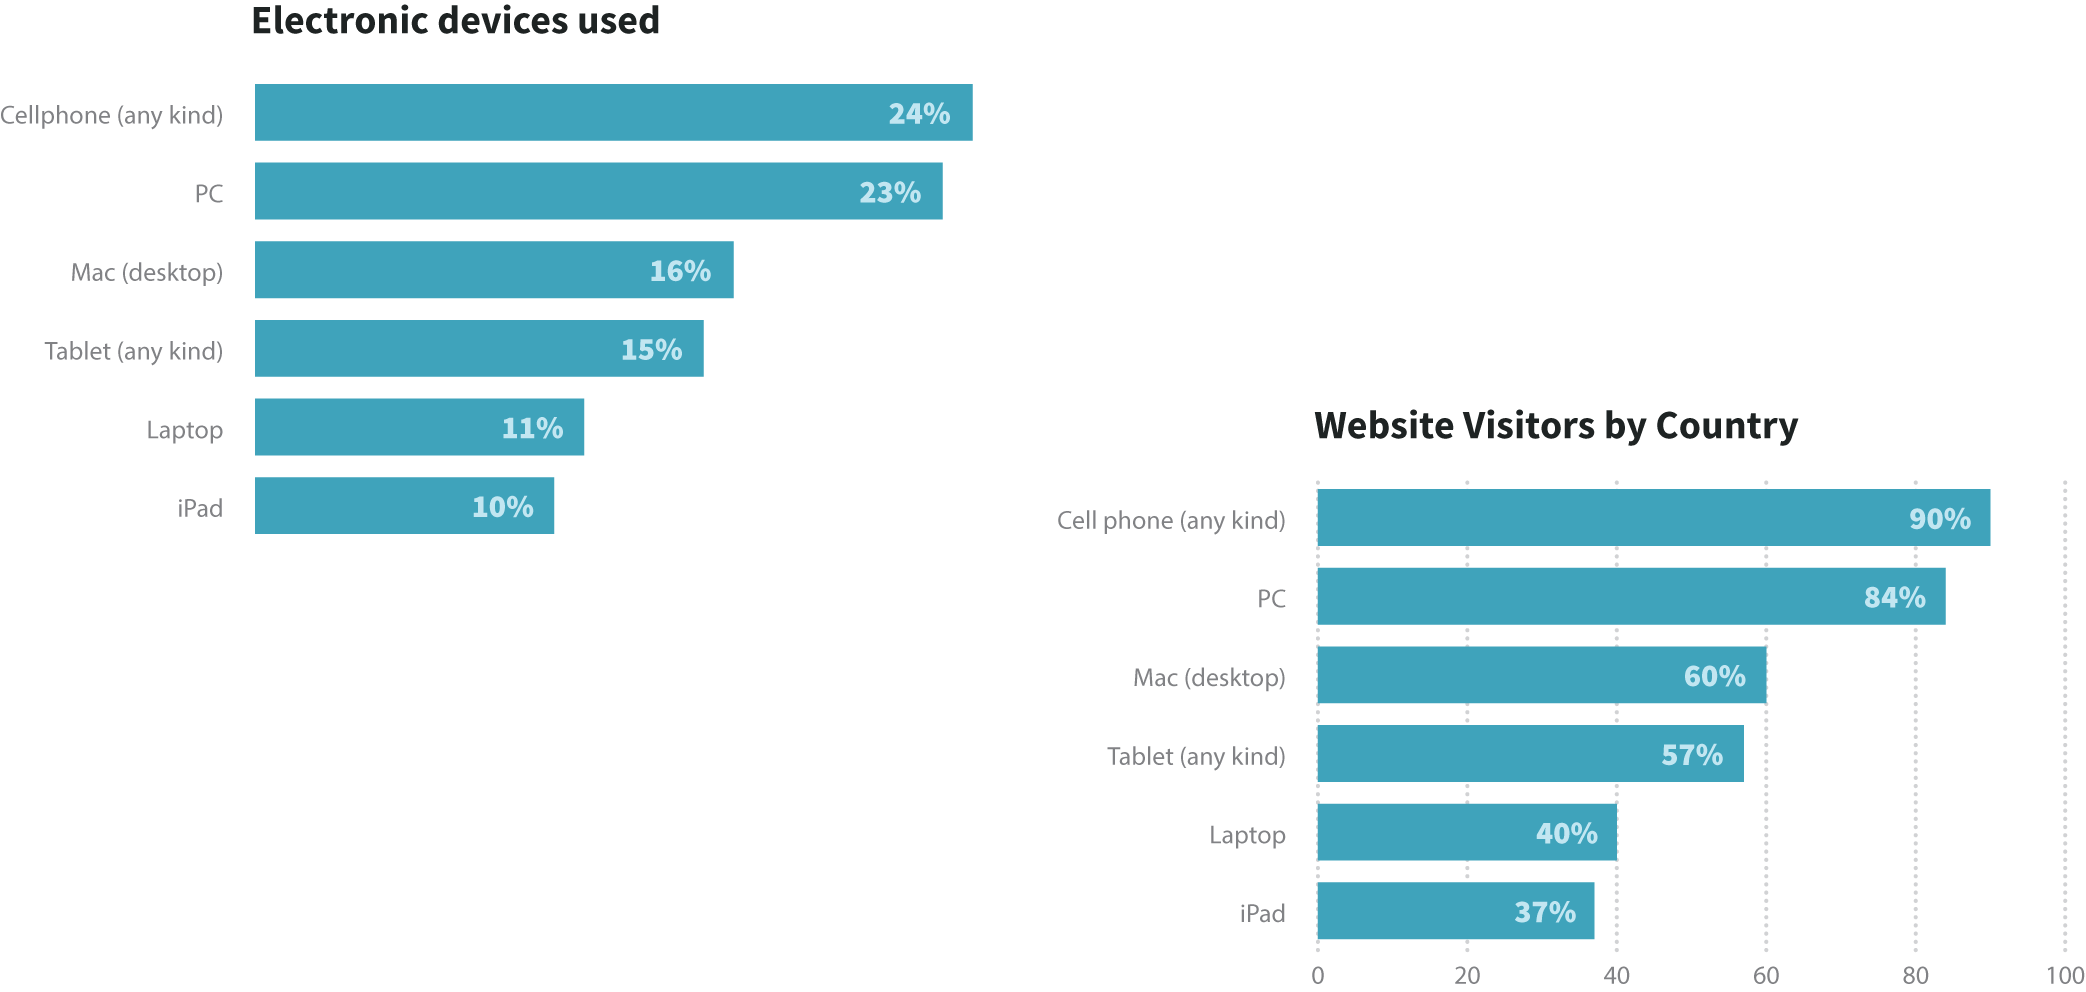 Electronic devices used
Cellphone (any kind) 24%
PC 23%
Mac (desktop) 16%
Tablet (any kind) 15%
Laptop 11%
iPad 10%
Website Visitors by Country
Cell phone (any kind) 90%
PC 84%
Mac (desktop) 60%
Tablet (any kind) 57%
Laptop 40%
iPad 37%
0 20 40 60 80 100